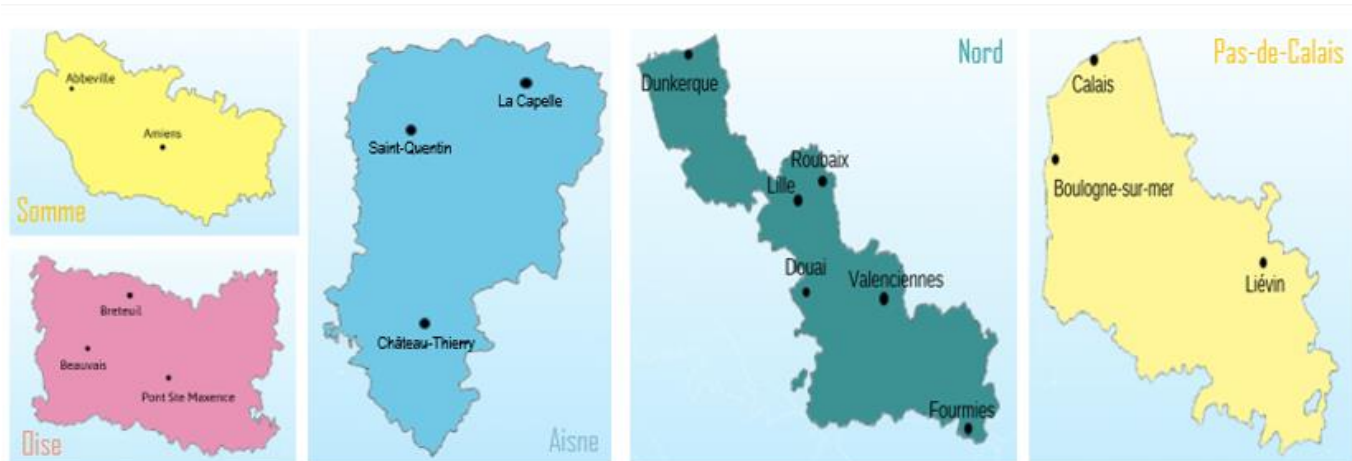 Abbeville
Amiens
Somme
Breteuil
Beauvais
Pont Ste Maxence
Oise
La Capelle
Saint-Quentin
Château-Thierry
Aisne
Nord
Dunkerque
Roubaix
Lille
Douai
Valenciennes
Fourmies
Pas-de-Calais
Calais
Boulogne-sur-mer
Liévin